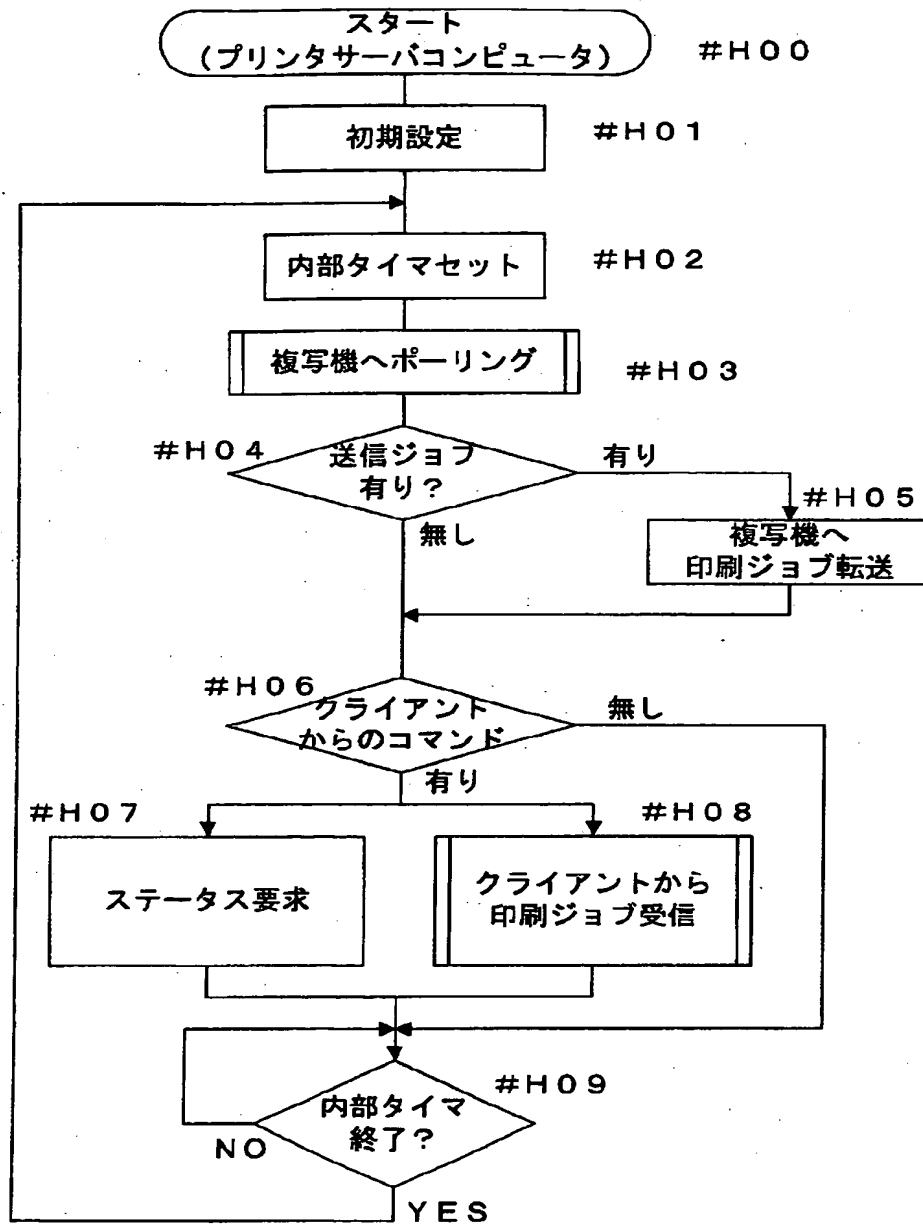 スタート
(プリンタサーバコンピュータ)
#H00
初期設定
#H01
内部タイマセット
#H02
複写機へポーリング
#H03
#H04
送信ジョブ
有り?
有り
無し
#H05
複写機へ
印刷ジョブ転送
#H06
クライアント
からのコマンド
無し
有り
#H07
ステータス要求
#H08
クライアントから
印刷ジョブ受信
#H09
内部タイマ
終了?
NO
YES